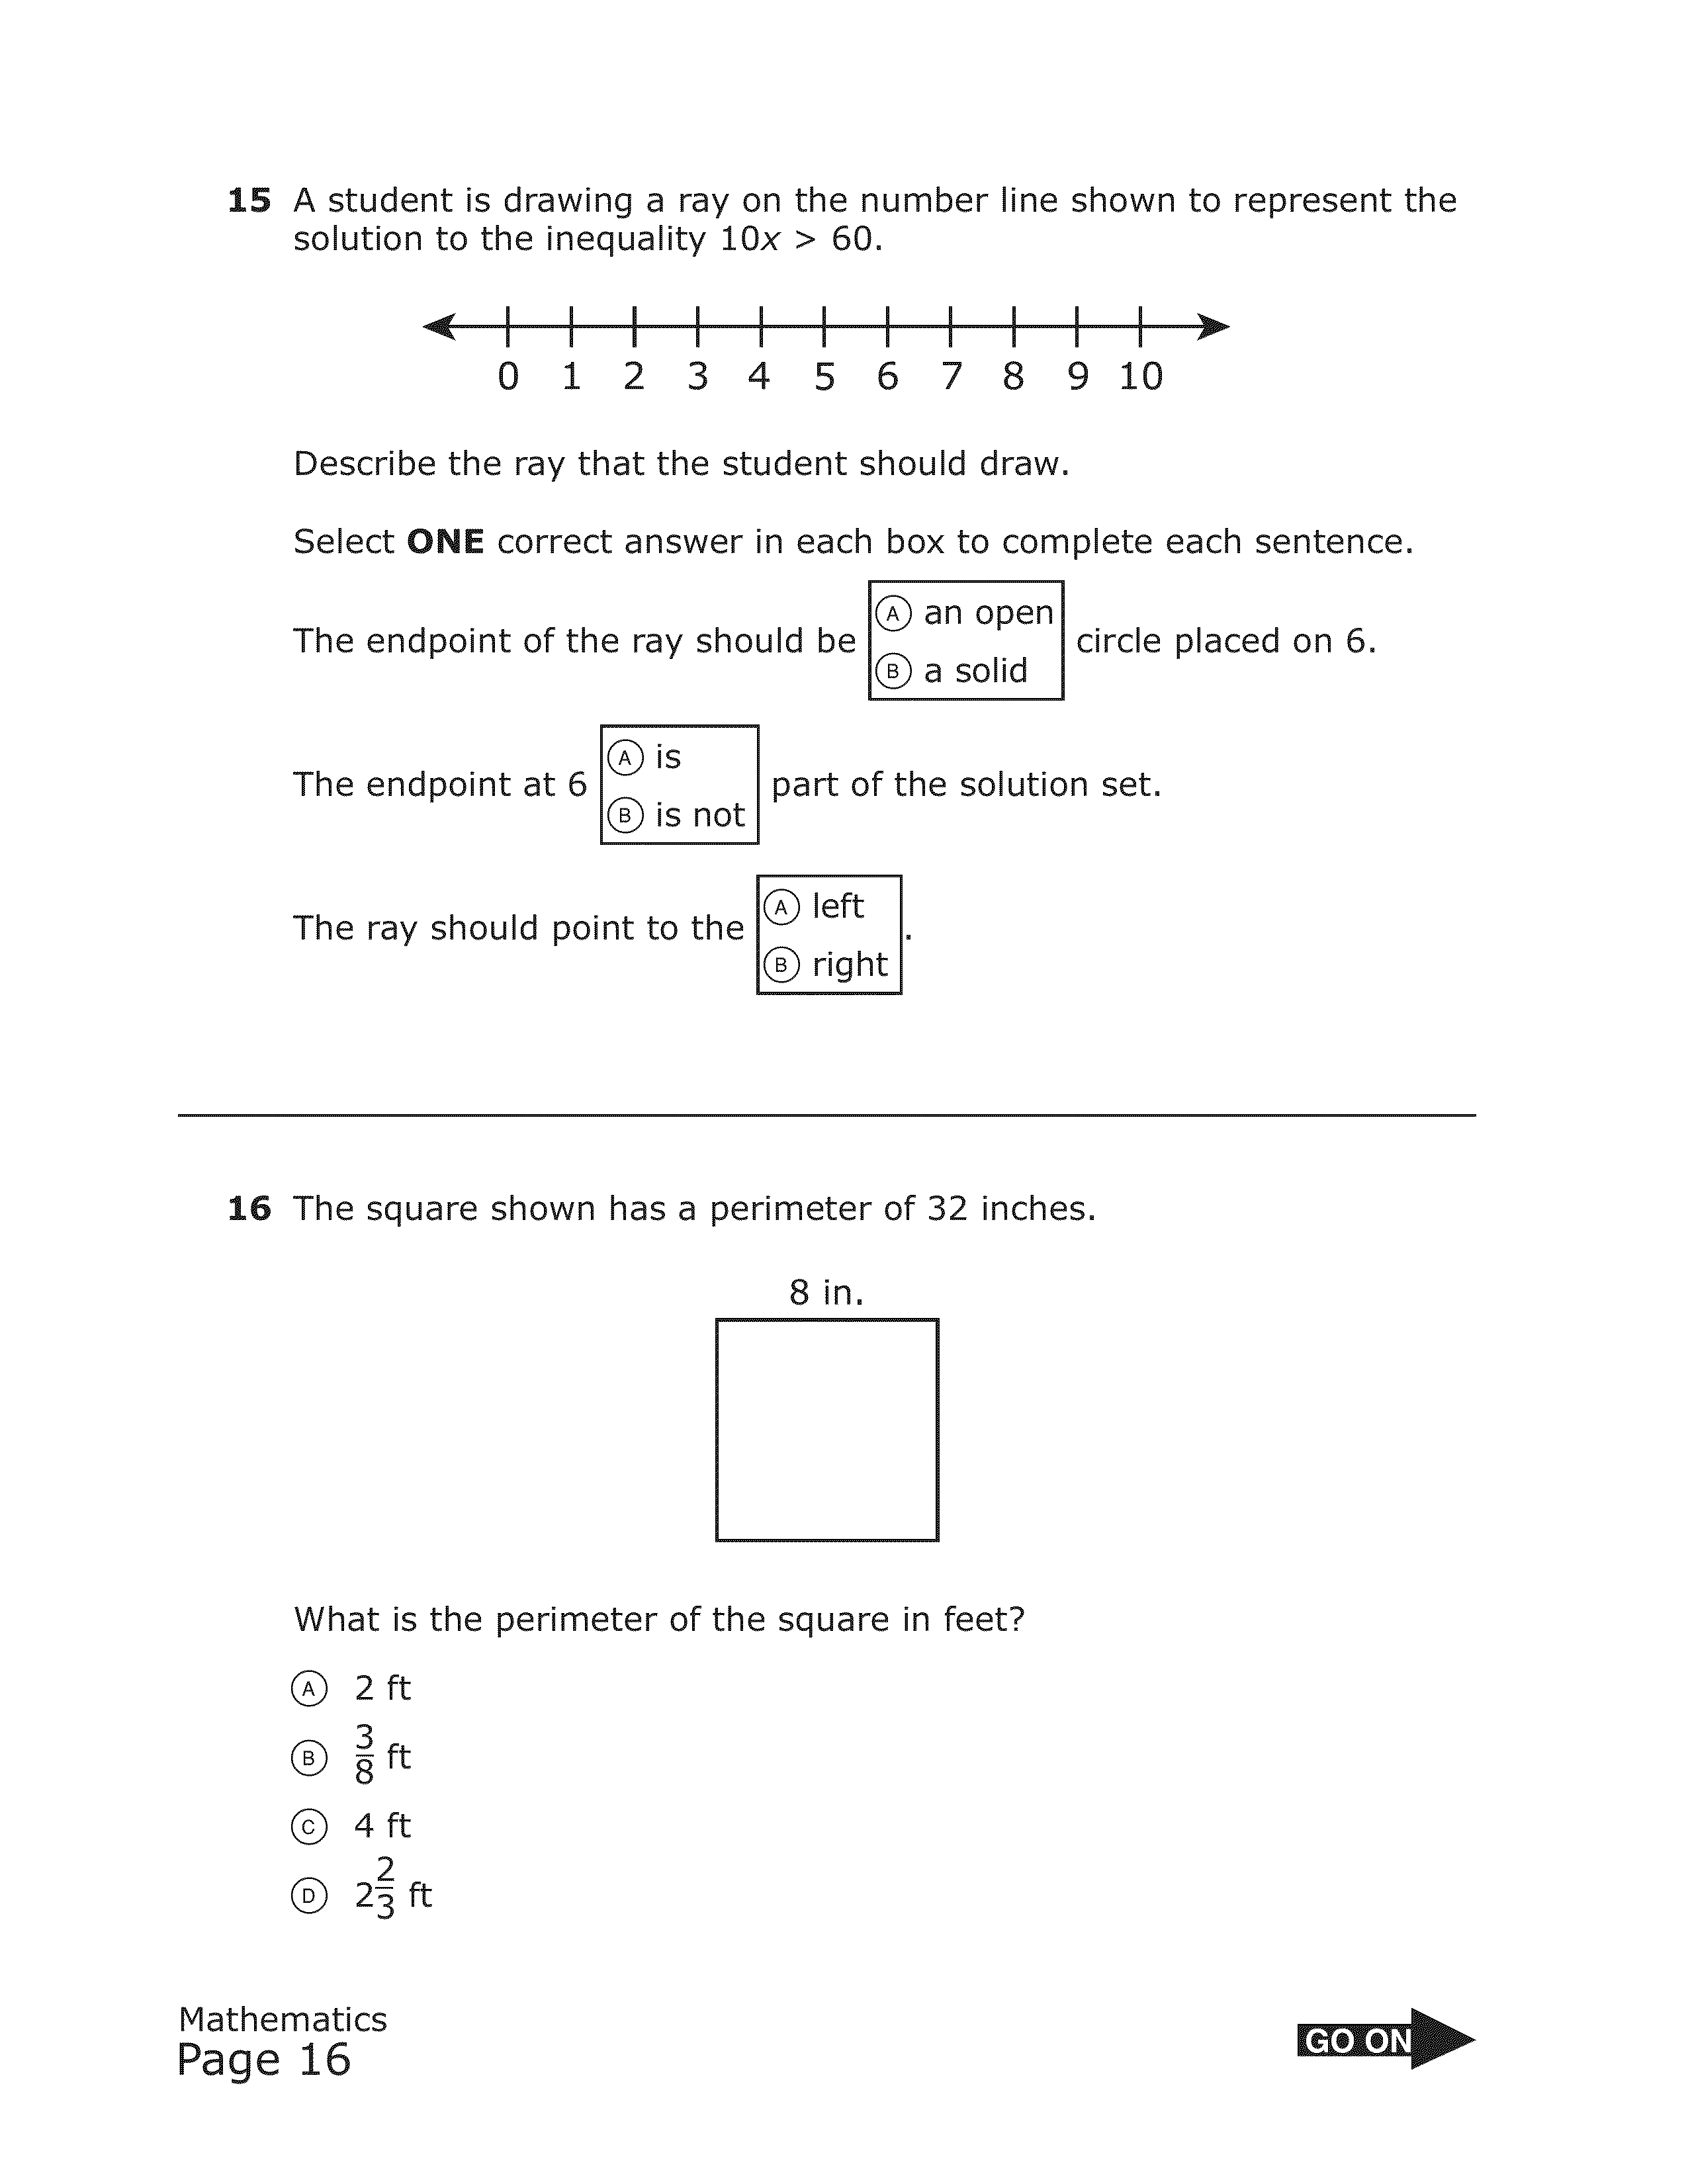 15 A student is drawing a ray on the number line shown to represent the
solution to the inequality 10x > 60.
0 1 2 3 4 5 6 7 8 9 10
Describe the ray that the student should draw.
Select ONE correct answer in each box to complete each sentence.
The endpoint of the ray should be
A an open
B a solid
circle placed on 6.
The endpoint at 6
A is
B is not
part of the solution set.
The ray should point to the
A left
B right
.
16 The square shown has a perimeter of 32 inches.
8 in.
What is the perimeter of the square in feet?
A 2 ft
B 3/8 ft
C 4 ft
D 2 2/3 ft
Mathematics
Page 16
GO ON